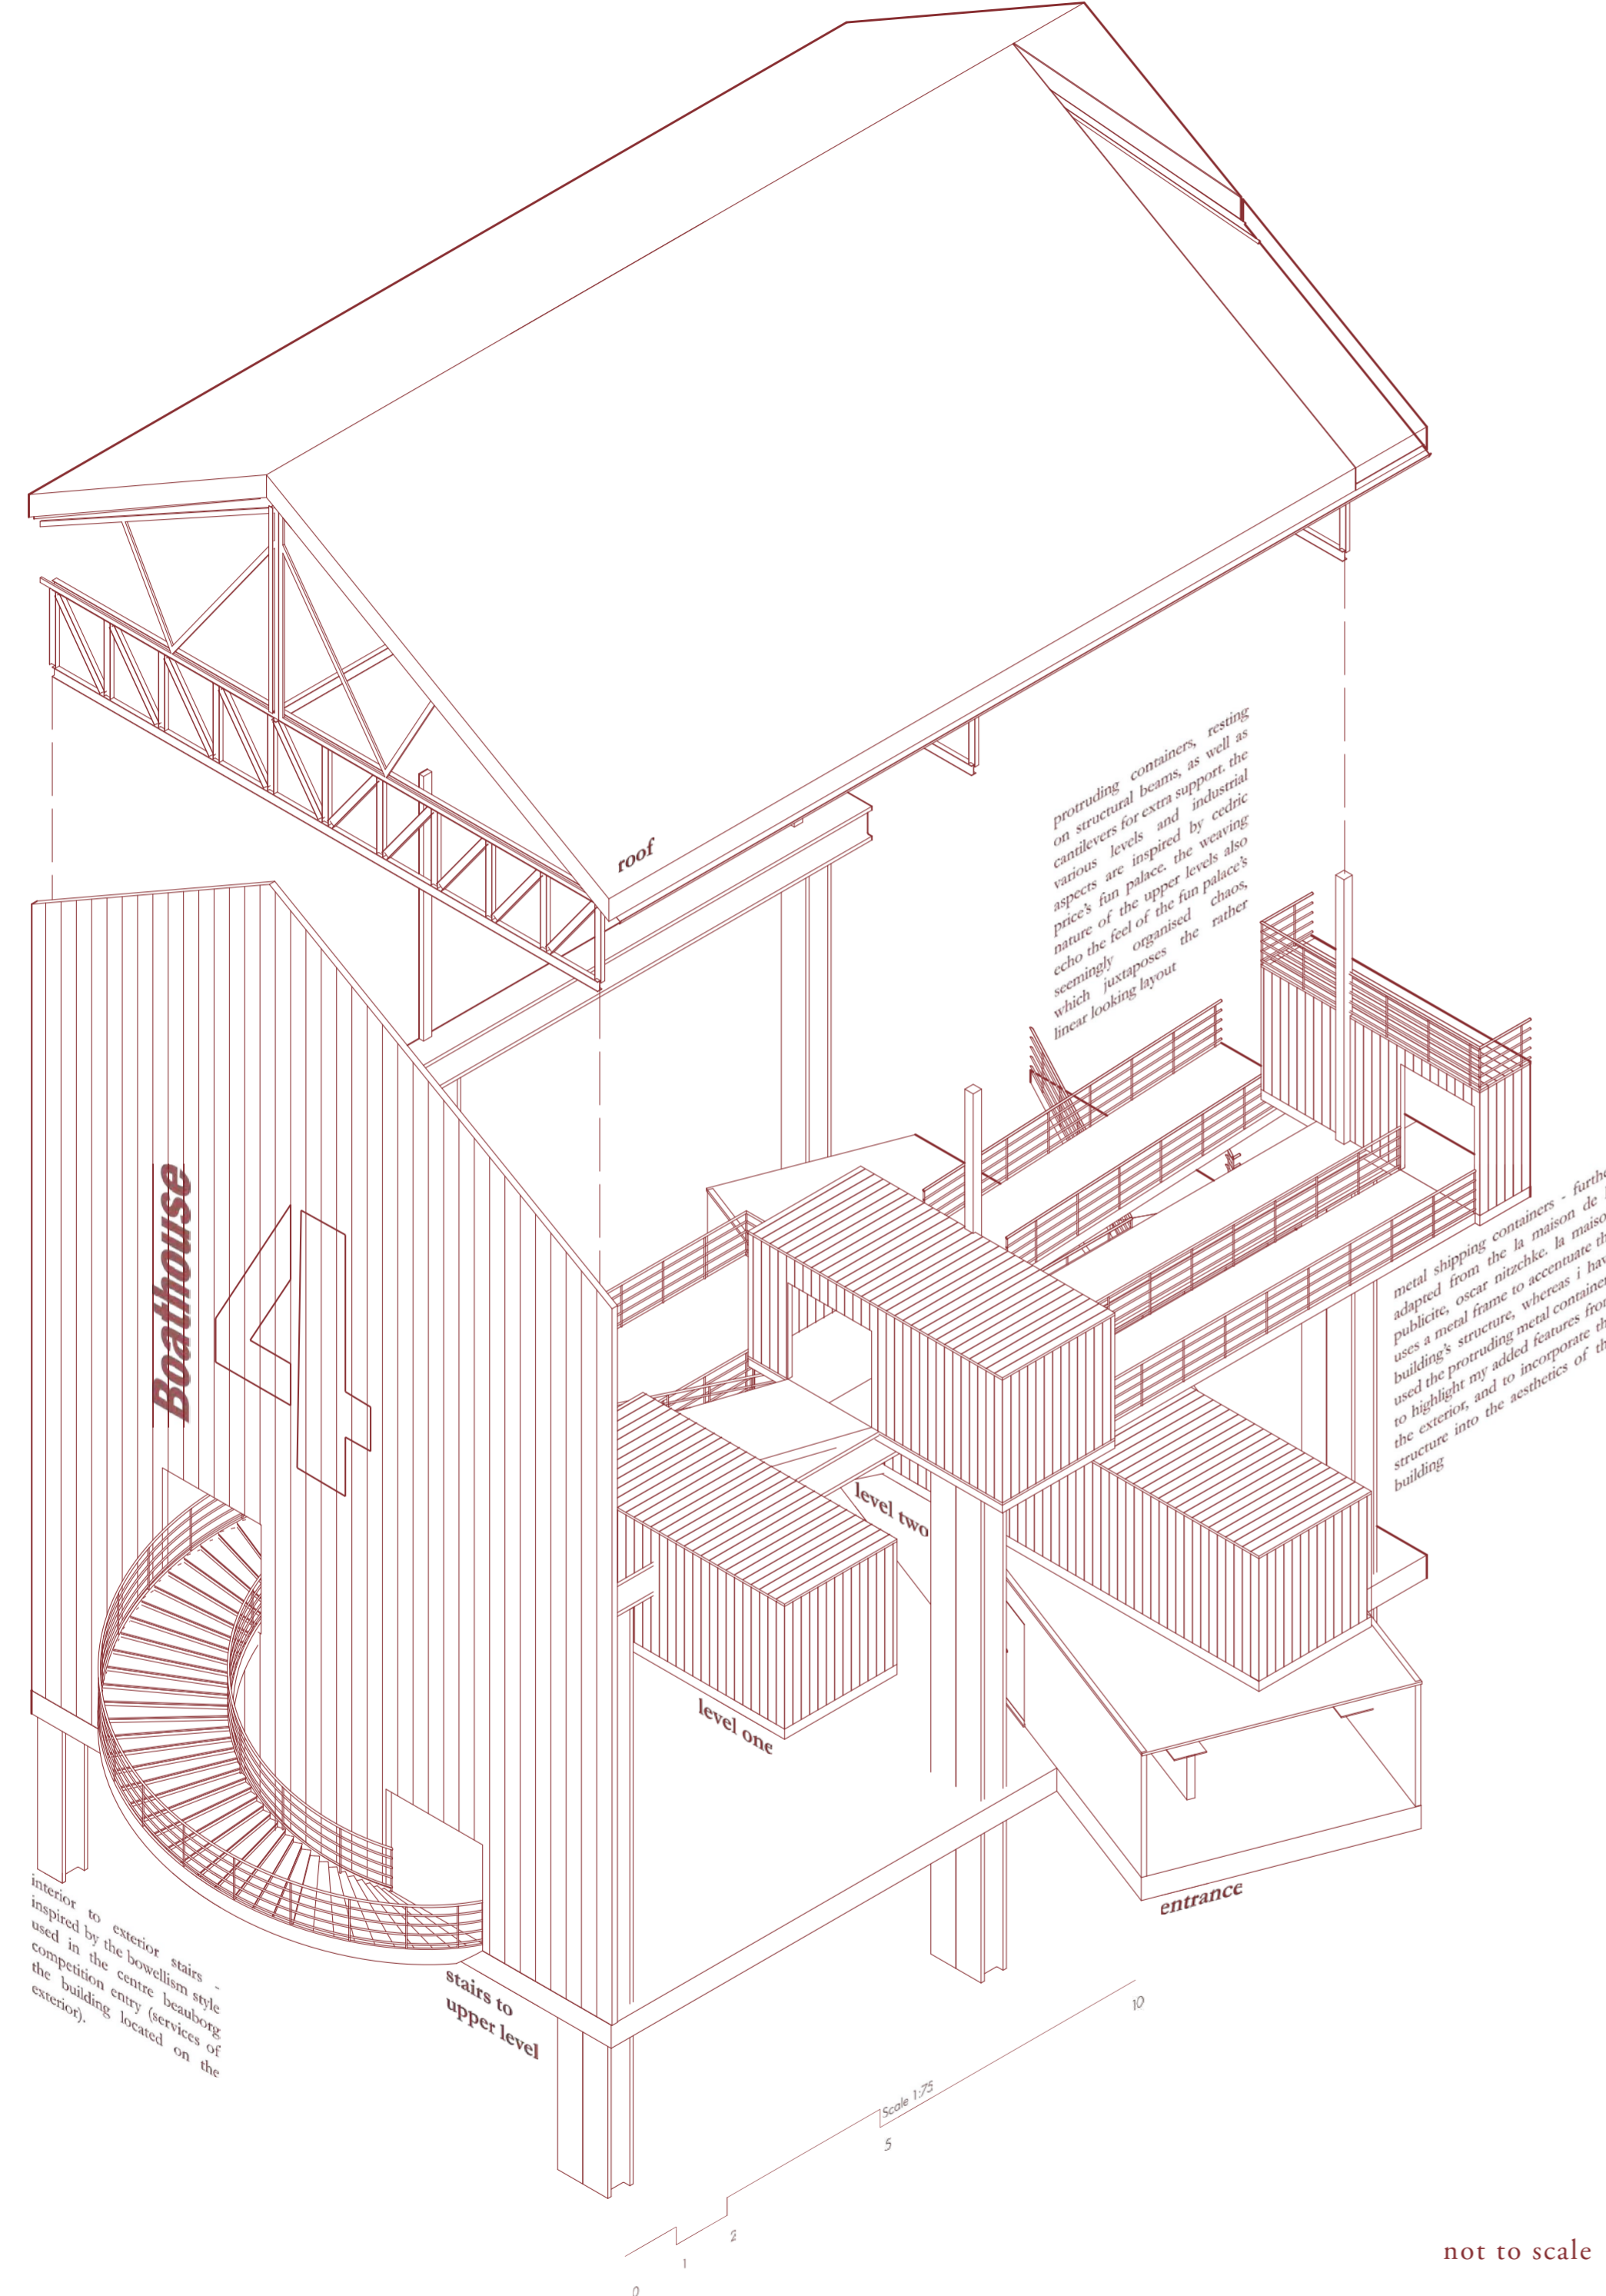 protruding containers, resting
on structural beams, as well as
cantilevers for extra support. the
various levels and industrial
aspects are inspired by cedric
price's fun palace. the weaving
nature of the upper levels also
echo the feel of the fun palace's
seemingly organised chaos,
which juxtaposes the rather
linear looking layout
roof
Boathouse
4
metal shipping containers - furthe
adapted from the la maison de
publicite, oscar nitzchke. la maiso
uses a metal frame to accentuate th
building's structure, whereas i hav
used the protruding metal container
to highlight my added features fro
the exterior, and to incorporate th
structure into the aesthetics of th
building
level two
level one
entrance
interior to exterior stairs -
inspired by the bowellism style
used in the centre beauborg
competition entry (services of
the building located on the
exterior).
stairs to
upper level
Scale 1:75
0
1
2
5
10
not to scale